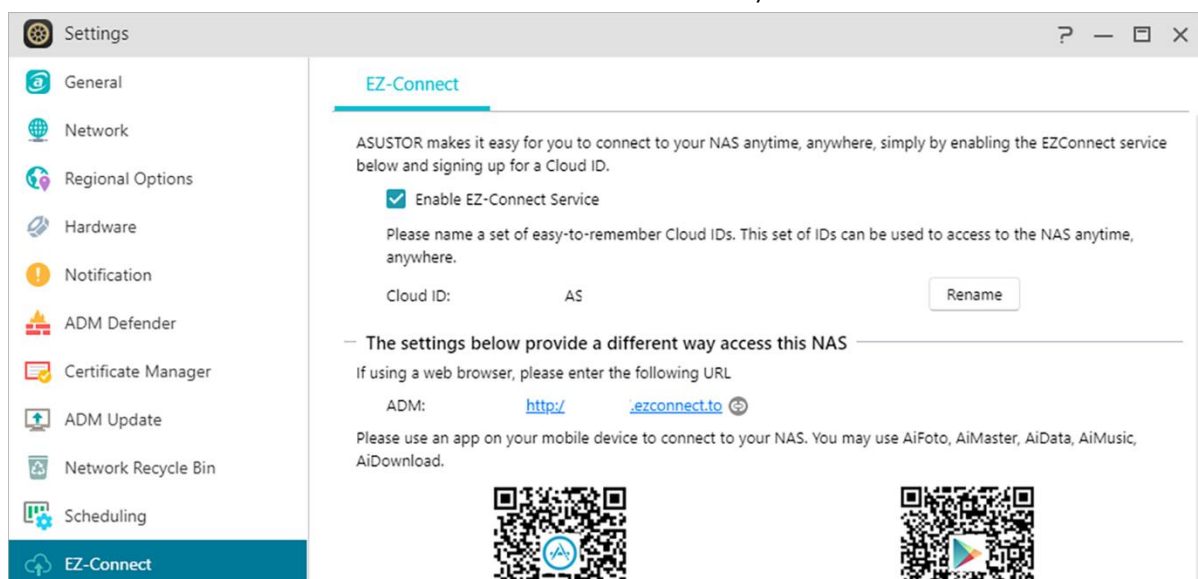 Settings
General
Network
Regional Options
Hardware
Notification
ADM Defender
Certificate Manager
ADM Update
Network Recycle Bin
Scheduling
EZ-Connect
EZ-Connect
ASUSTOR makes it easy for you to connect to your NAS anytime, anywhere, simply by enabling the EZConnect service
below and signing up for a Cloud ID.
Enable EZ-Connect Service
Please name a set of easy-to-remember Cloud IDs. This set of IDs can be used to access to the NAS anytime,
anywhere.
Cloud ID: AS Rename
The settings below provide a different way access this NAS
If using a web browser, please enter the following URL
ADM: http:/ .ezconnect.to
Please use an app on your mobile device to connect to your NAS. You may use AiFoto, AiMaster, AiData, AiMusic,
AiDownload.